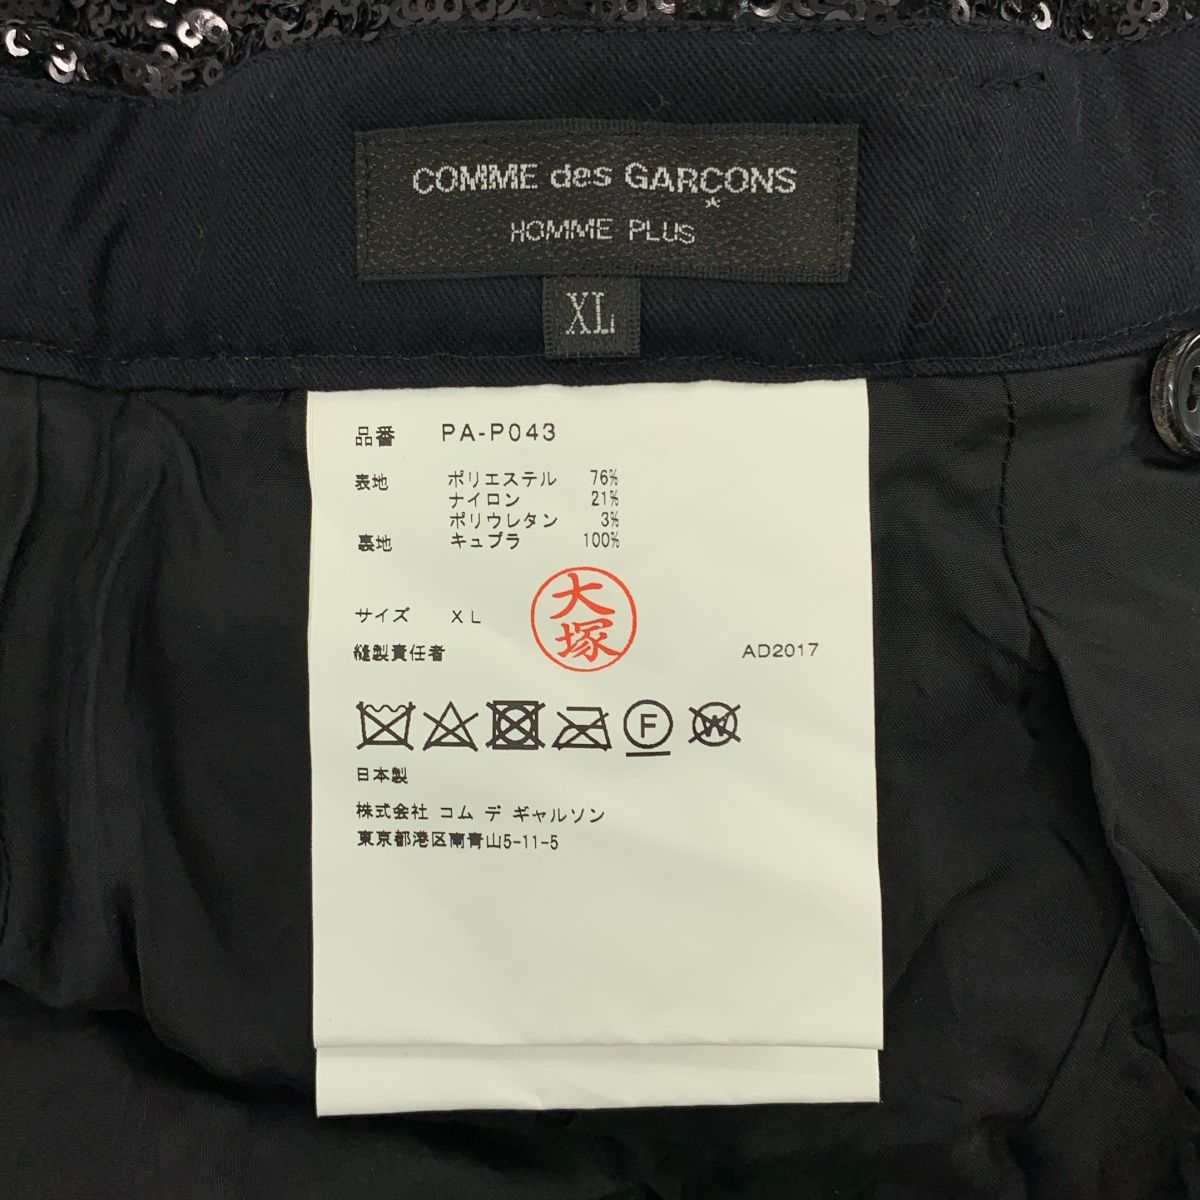 COMME des GARÇONS
HOMME PLUS
XL
品番 PA-P043
表地 ポリエステル 76%
ナイロン 21%
ポリウレタン 3%
裏地 キュプラ 100%
大塚
サイズ XL
縫製責任者 AD2017
F W
日本製
株式会社 コム デ ギャルソン
東京都港区南青山5-11-5